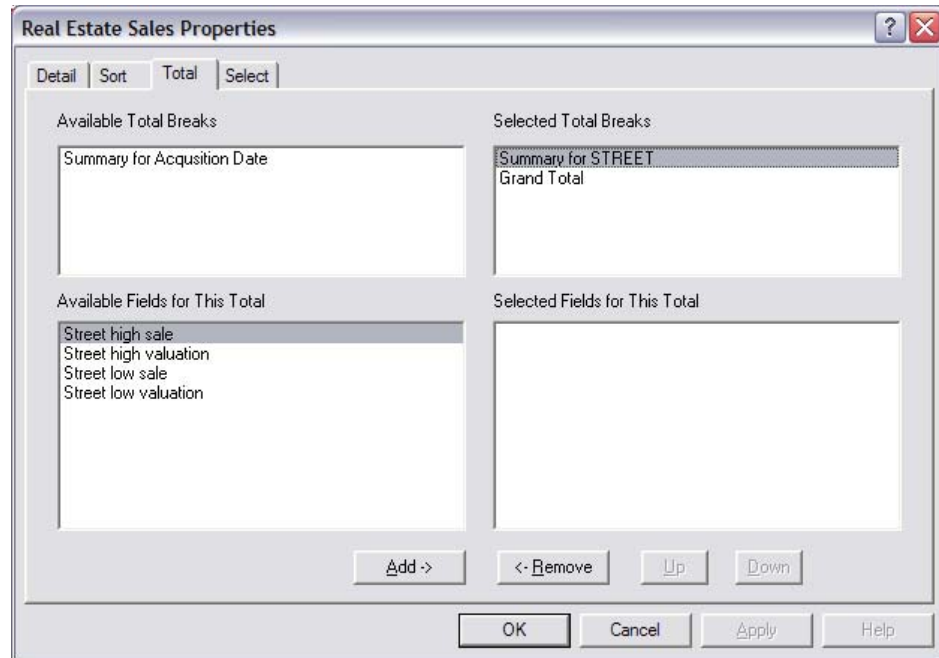 Real Estate Sales Properties
?
X
Detail Sort Total Select
Available Total Breaks
Summary for Acqusition Date
Selected Total Breaks
Summary for STREET
Grand Total
Available Fields for This Total
Street high sale
Street high valuation
Street low sale
Street low valuation
Selected Fields for This Total
Add -> <- Remove Up Down
OK Cancel Apply Help